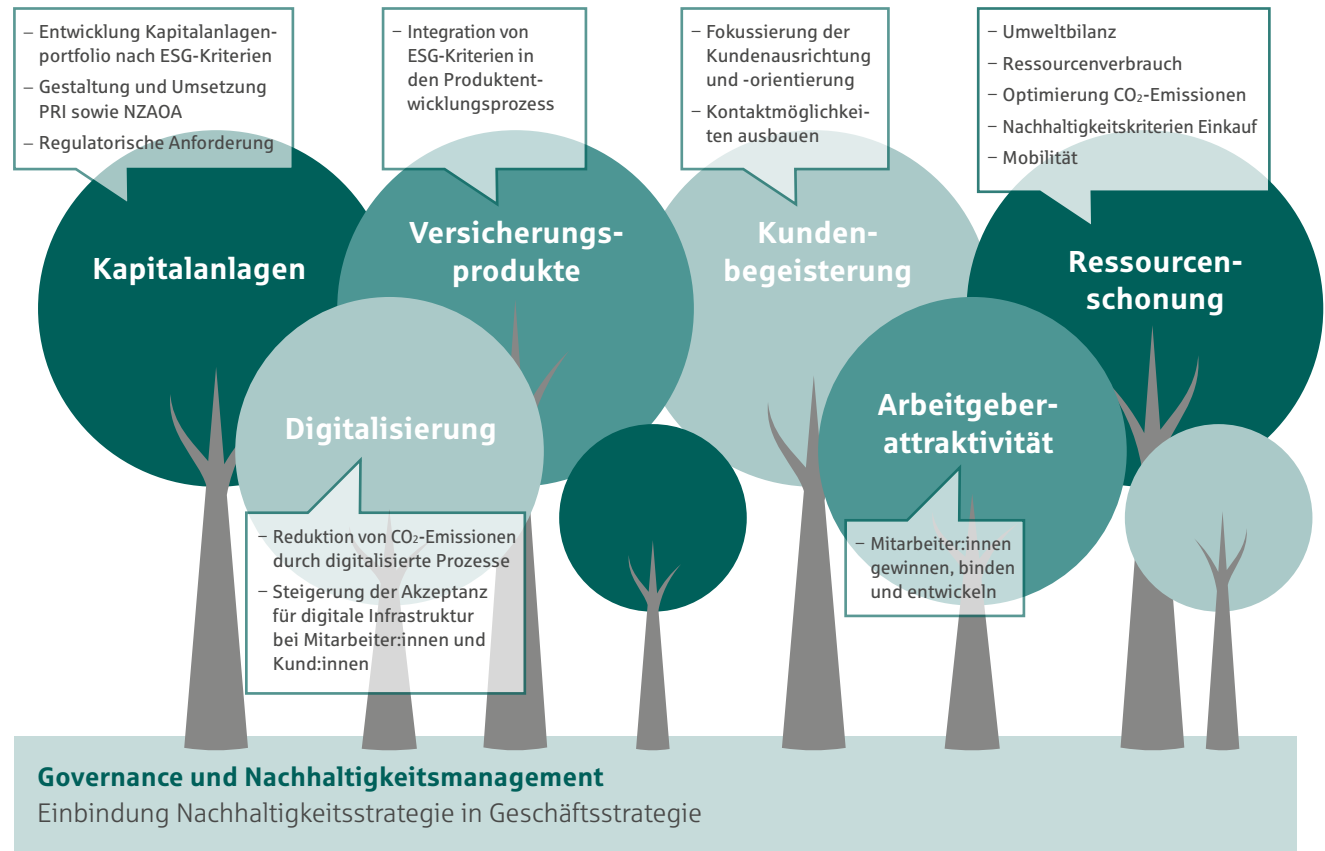 – Entwicklung Kapitalanlagen-
portfolio nach ESG-Kriterien
– Gestaltung und Umsetzung
PRI sowie NZAOA
– Regulatorische Anforderung
Kapitalanlagen
– Integration von
ESG-Kriterien in
den Produktent-
wicklungsprozess
Versicherungs-
produkte
– Fokussierung der
Kundenausrichtung
und -orientierung
– Kontaktmöglichkei-
ten ausbauen
Kunden-
begeisterung
– Umweltbilanz
– Ressourcenverbrauch
– Optimierung CO₂-Emissionen
– Nachhaltigkeitskriterien Einkauf
– Mobilität
Ressourcen-
schonung
Digitalisierung
– Reduktion von CO₂-Emissionen
durch digitalisierte Prozesse
– Steigerung der Akzeptanz
für digitale Infrastruktur
bei Mitarbeiter:innen und
Kund:innen
Arbeitgeber-
attraktivität
– Mitarbeiter:innen
gewinnen, binden
und entwickeln
Governance und Nachhaltigkeitsmanagement
Einbindung Nachhaltigkeitsstrategie in Geschäftsstrategie